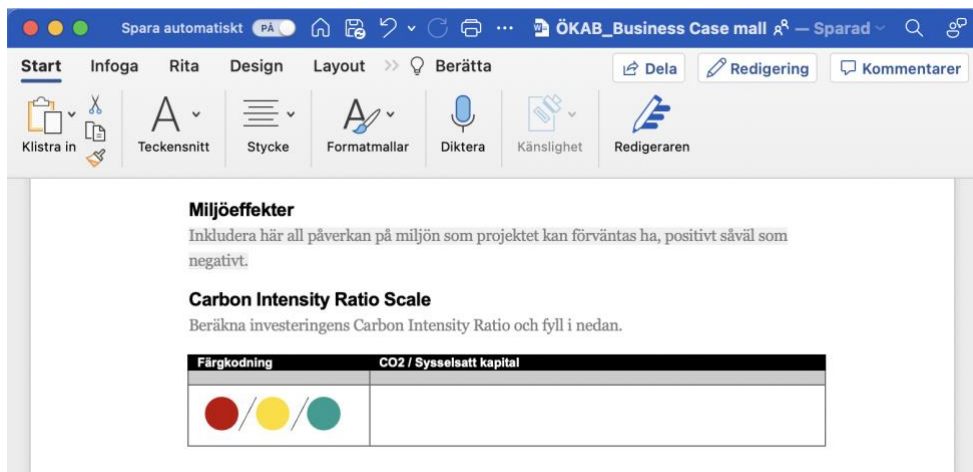 Spara automatiskt PÅ ÖKAB_Business Case mall — Sparad
Start Infoga Rita Design Layout >> Berätta Dela Redigering Kommentarer
Klistra in Teckensnitt Stycke Formatmallar Diktera Känslighet Redigeraren
Miljöeffekter
Inkludera här all påverkan på miljön som projektet kan förväntas ha, positivt såväl som
negativt.
Carbon Intensity Ratio Scale
Beräkna investeringens Carbon Intensity Ratio och fyll i nedan.
Färgkodning CO2 / Sysselsatt kapital